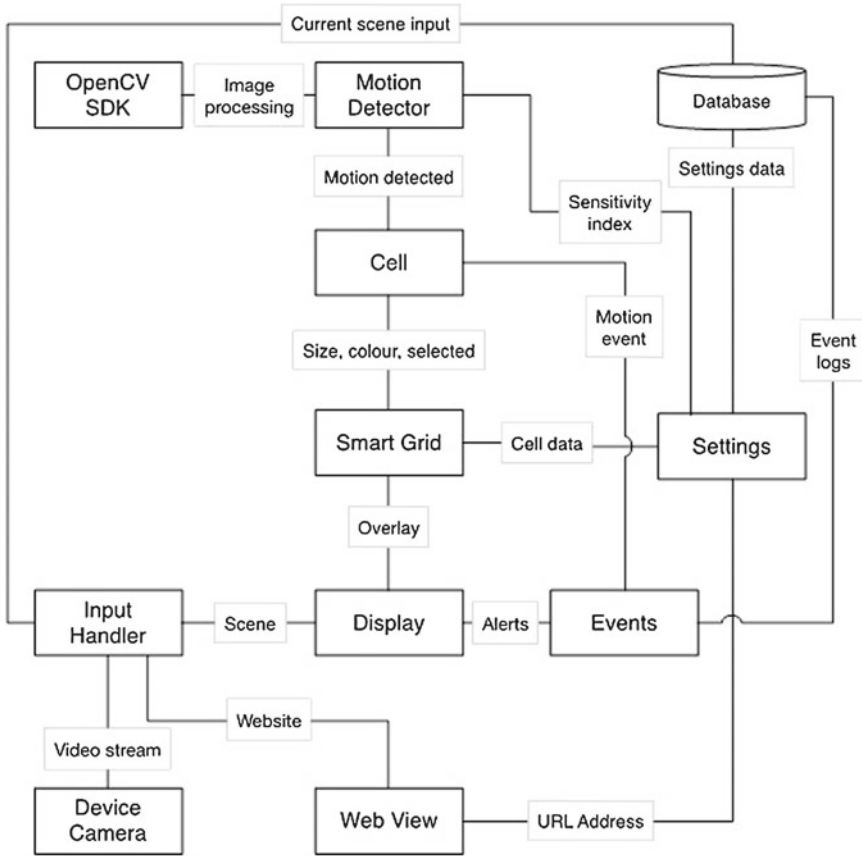 Current scene input
OpenCV
SDK
Image
processing
Motion
Detector
Database
Motion detected
Settings data
Sensitivity
index
Cell
Motion
event
Event
logs
Size, colour, selected
Smart Grid
Cell data
Settings
Overlay
Input
Handler
Scene
Display
Alerts
Events
Website
Video stream
Device
Camera
Web View
URL Address